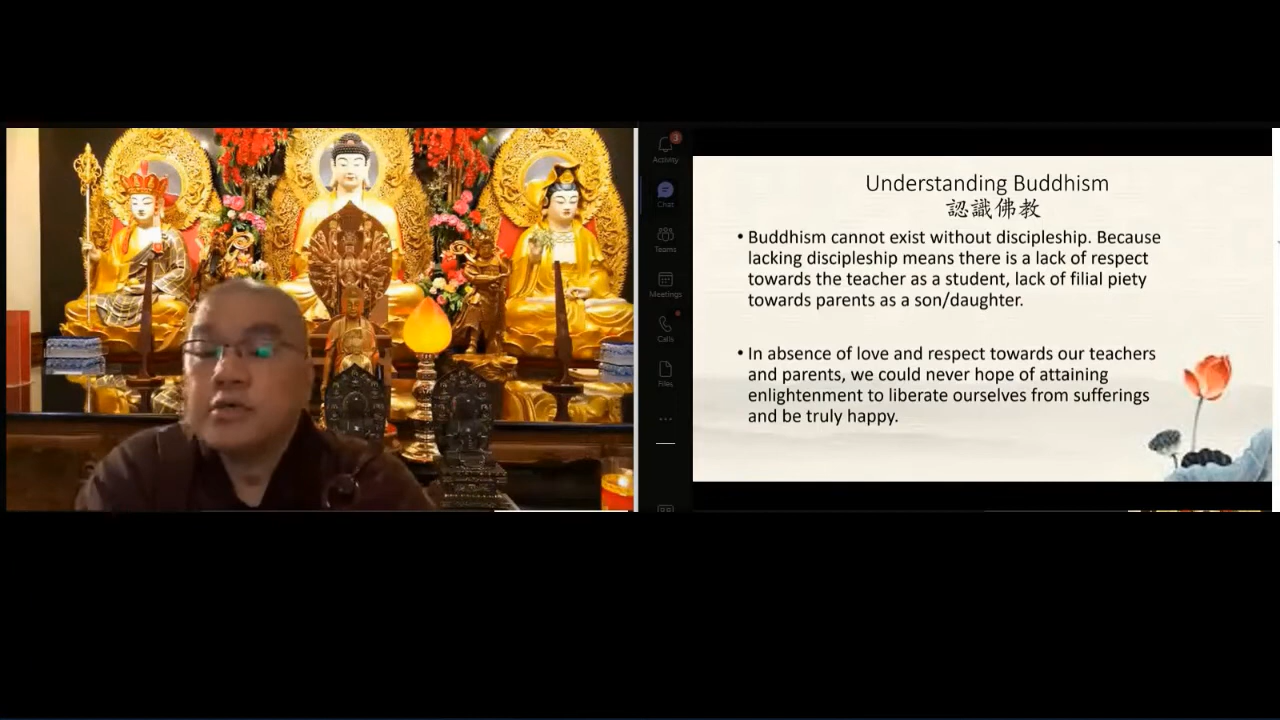 Activity
3
Chat
Teams
Meetings
Calls
Files
Understanding Buddhism
認識佛教
• Buddhism cannot exist without discipleship. Because
lacking discipleship means there is a lack of respect
towards the teacher as a student, lack of filial piety
towards parents as a son/daughter.
• In absence of love and respect towards our teachers
and parents, we could never hope of attaining
enlightenment to liberate ourselves from sufferings
and be truly happy.